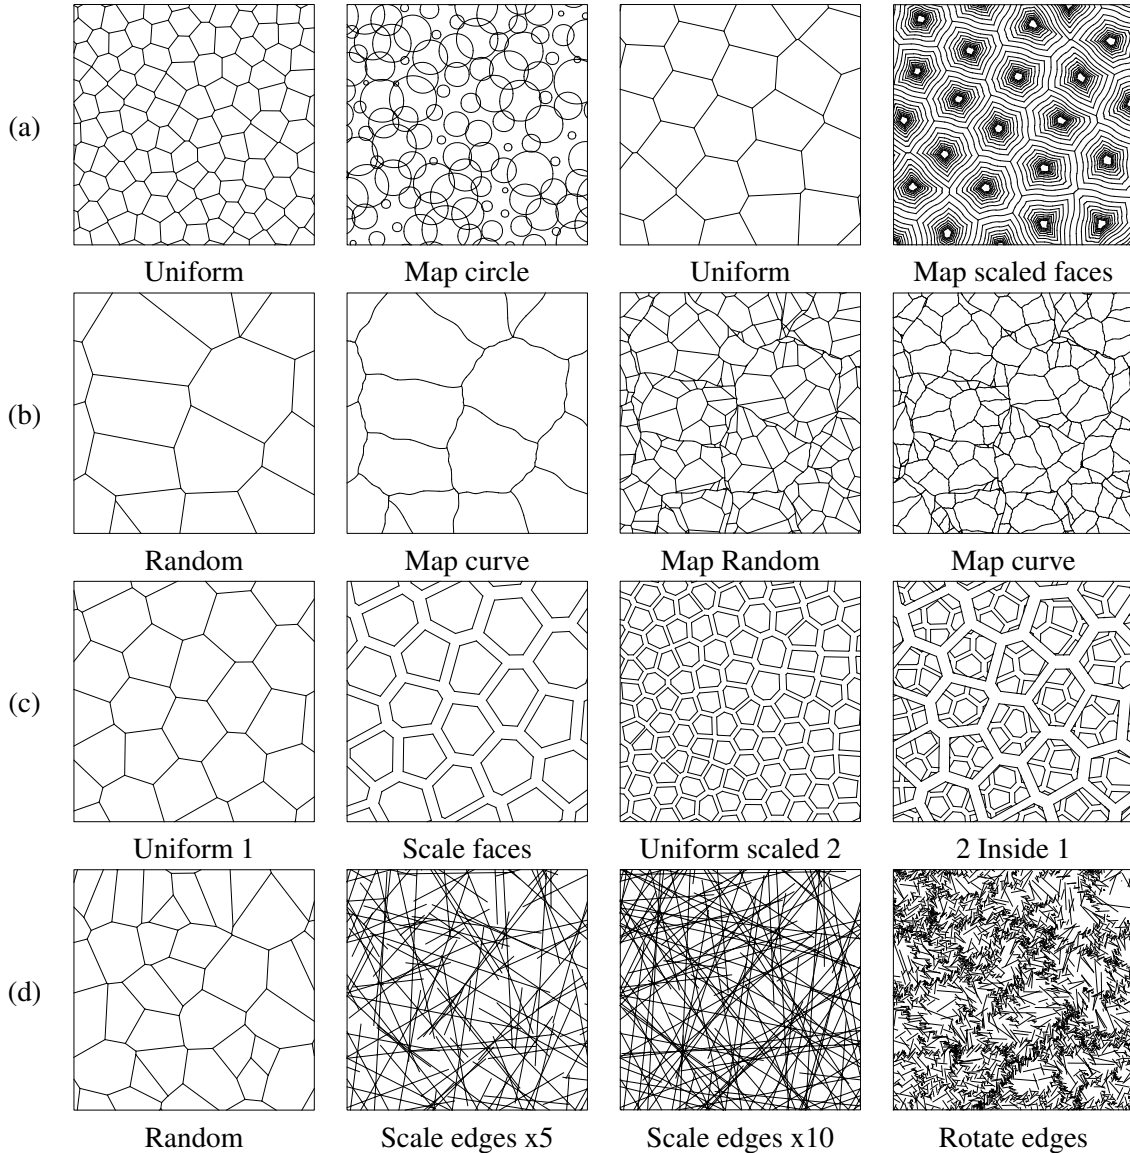 (a)
Uniform
Map circle
Uniform
Map scaled faces
(b)
Random
Map curve
Map Random
Map curve
(c)
Uniform 1
Scale faces
Uniform scaled 2
2 Inside 1
(d)
Random
Scale edges x5
Scale edges x10
Rotate edges